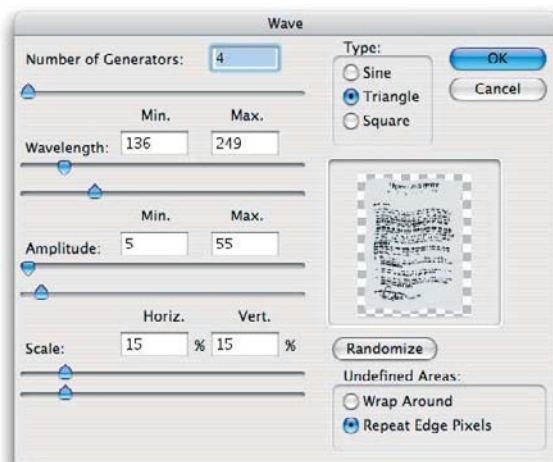 Wave
Number of Generators: 4
Type:
Sine
Triangle
Square
OK
Cancel
Min. Max.
Wavelength: 136 249
Min. Max.
Amplitude: 5 55
Horiz. Vert.
Scale: 15 % 15 %
Randomize
Undefined Areas:
Wrap Around
Repeat Edge Pixels